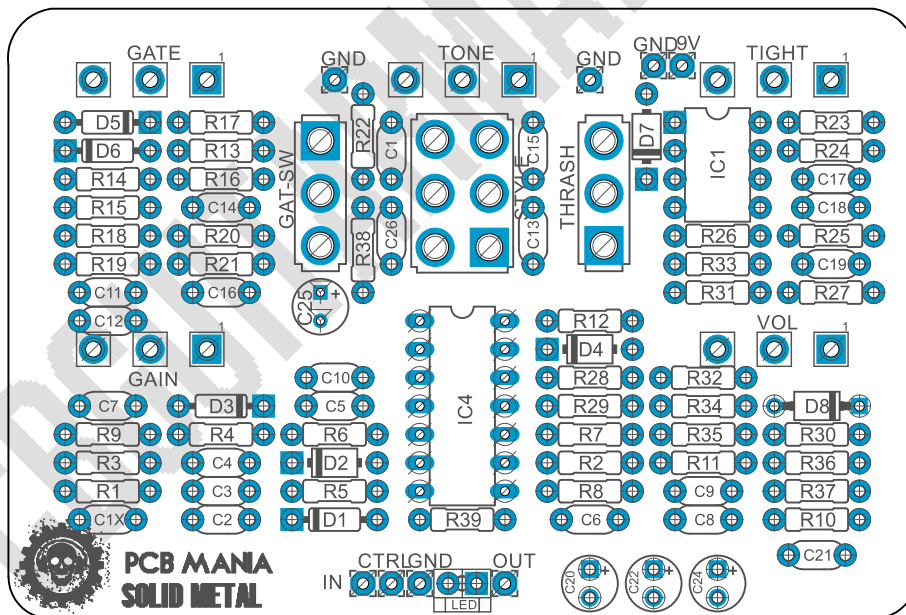 GATE
1
GND
TONE
1
GND
GND
9V
TIGHT
1
D5
R17
R22
C1
C15
D7
R23
D6
R13
R24
R14
R16
GAT-SW
STYLE
THRASH
IC1
C17
R15
C14
C18
R18
R20
R38
C26
C13
R26
R25
R19
R21
R33
C19
C11
C16
C25
+
R31
R27
C12
R12
VOL
1
1
D4
GAIN
C10
R28
R32
C7
D3
C5
IC4
R29
R34
D8
R9
R4
R6
R7
R35
R30
R3
C4
D2
R2
R11
R36
R1
C3
R5
R8
C9
R37
C1X
C2
D1
R39
C6
C8
R10
C21
PCB MANIA
SOLID METAL
IN
CTRL
GND
OUT
LED
C20
+
C22
+
C24
+